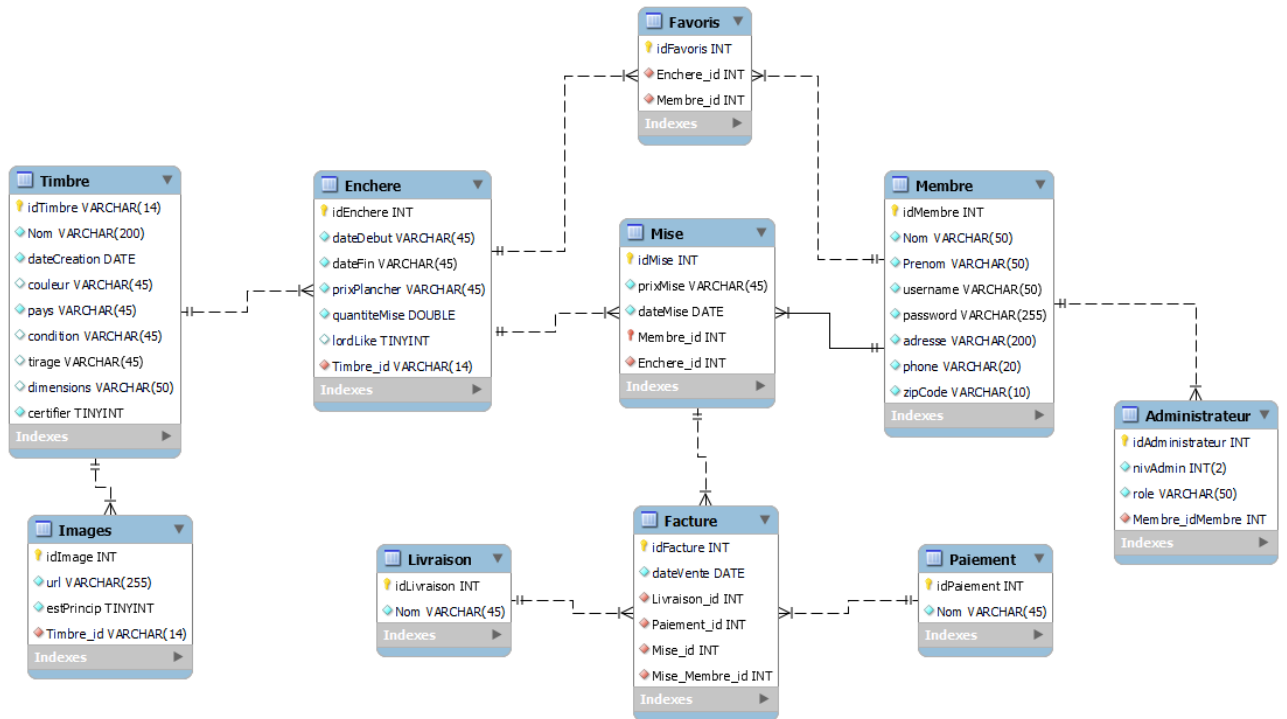 Favoris
idFavoris INT
Enchere_id INT
Membre_id INT
Indexes
Timbre
idTimbre VARCHAR(14)
Nom VARCHAR(200)
dateCreation DATE
couleur VARCHAR(45)
pays VARCHAR(45)
condition VARCHAR(45)
tirage VARCHAR(45)
dimensions VARCHAR(50)
certifier TINYINT
Indexes
Enchere
idEnchere INT
dateDebut VARCHAR(45)
dateFin VARCHAR(45)
prixPlancher VARCHAR(45)
quantiteMise DOUBLE
lordLike TINYINT
Timbre_id VARCHAR(14)
Indexes
Mise
idMise INT
prixMise VARCHAR(45)
dateMise DATE
Membre_id INT
Enchere_id INT
Indexes
Membre
idMembre INT
Nom VARCHAR(50)
Prenom VARCHAR(50)
username VARCHAR(50)
password VARCHAR(255)
adresse VARCHAR(200)
phone VARCHAR(20)
zipCode VARCHAR(10)
Indexes
Administrateur
idAdministrateur INT
nivAdmin INT(2)
role VARCHAR(50)
Membre_idMembre INT
Indexes
Images
idImage INT
url VARCHAR(255)
estPrincip TINYINT
Timbre_id VARCHAR(14)
Indexes
Livraison
idLivraison INT
Nom VARCHAR(45)
Indexes
Facture
idFacture INT
dateVente DATE
Livraison_id INT
Paiement_id INT
Mise_id INT
Mise_Membre_id INT
Indexes
Paiement
idPaiement INT
Nom VARCHAR(45)
Indexes